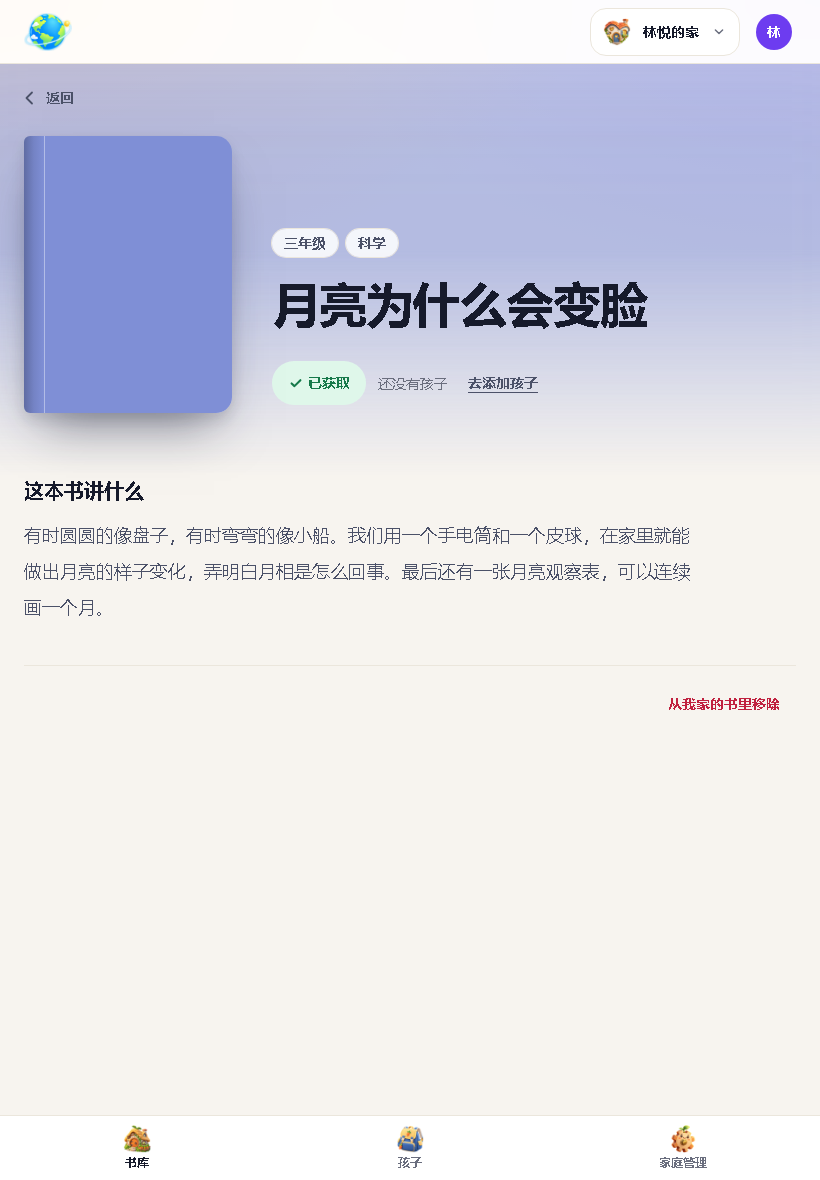 林悦的家
林
返回
三年级 科学
月亮为什么会变脸
已获取 还没有孩子 去添加孩子
这本书讲什么
有时圆圆的像盘子，有时弯弯的像小船。我们用一个手电筒和一个皮球，在家里就能
做出月亮的样子变化，弄明白月相是怎么回事。最后还有一张月亮观察表，可以连续
画一个月。
从我家的书里移除
书库 孩子 家庭管理